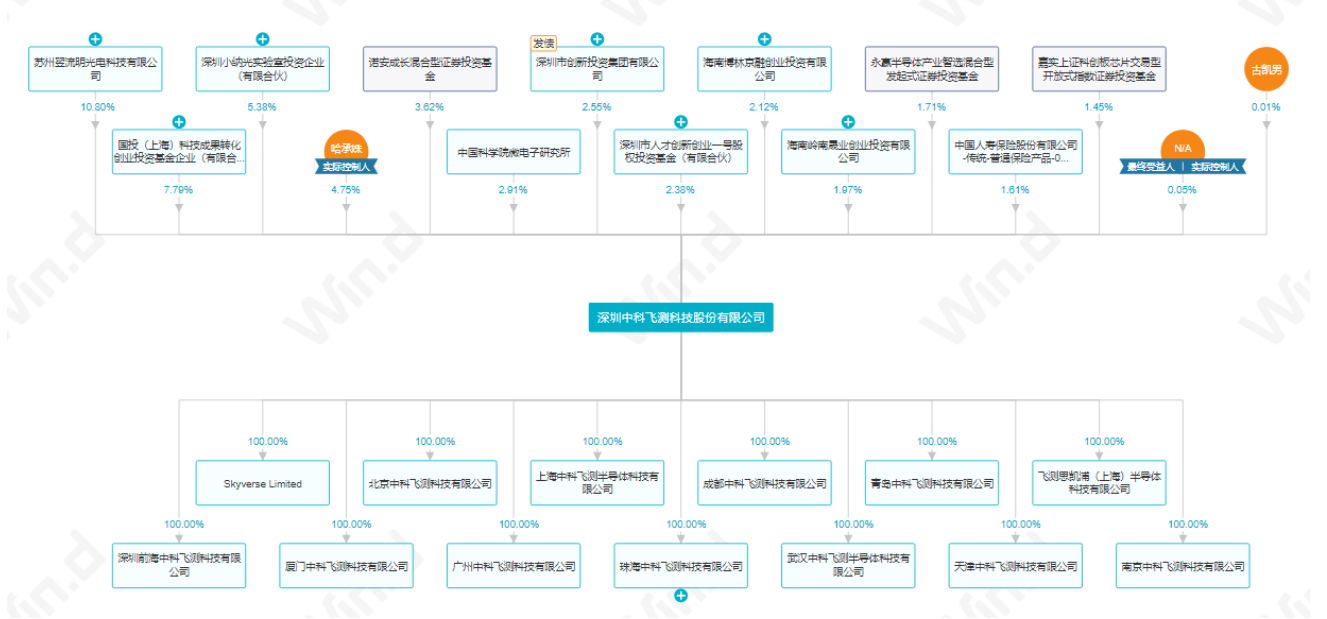 苏州翌流明光电科技有限公
司
10.80%
深圳小纳光实验室投资企业
（有限合伙）
5.38%
诺安成长混合型证券投资基
金
3.62%
发债
深圳市创新投资集团有限公
司
2.55%
海南博林京融创业投资有限
公司
2.12%
永赢半导体产业智选混合型
发起式证券投资基金
1.71%
嘉实上证科创板芯片交易型
开放式指数证券投资基金
1.45%
古凯男
0.01%
国投（上海）科技成果转化
创业投资基金企业（有限合...
7.79%
哈承姝
实际控制人
4.75%
中国科学院微电子研究所
2.91%
深圳市人才创新创业一号股
权投资基金（有限合伙）
2.38%
海南岭南晟业创业投资有限
公司
1.97%
中国人寿保险股份有限公司
-传统-普通保险产品-0...
1.61%
N/A
最终受益人 | 实际控制人
0.05%
深圳中科飞测科技股份有限公司
100.00%
Skyverse Limited
100.00%
北京中科飞测科技有限公司
100.00%
上海中科飞测半导体科技有
限公司
100.00%
成都中科飞测科技有限公司
100.00%
青岛中科飞测科技有限公司
100.00%
飞测思凯浦（上海）半导体
科技有限公司
100.00%
深圳前海中科飞测科技有限
公司
100.00%
厦门中科飞测科技有限公司
100.00%
广州中科飞测科技有限公司
100.00%
珠海中科飞测科技有限公司
100.00%
武汉中科飞测半导体科技有
限公司
100.00%
天津中科飞测科技有限公司
100.00%
南京中科飞测科技有限公司
Win.d